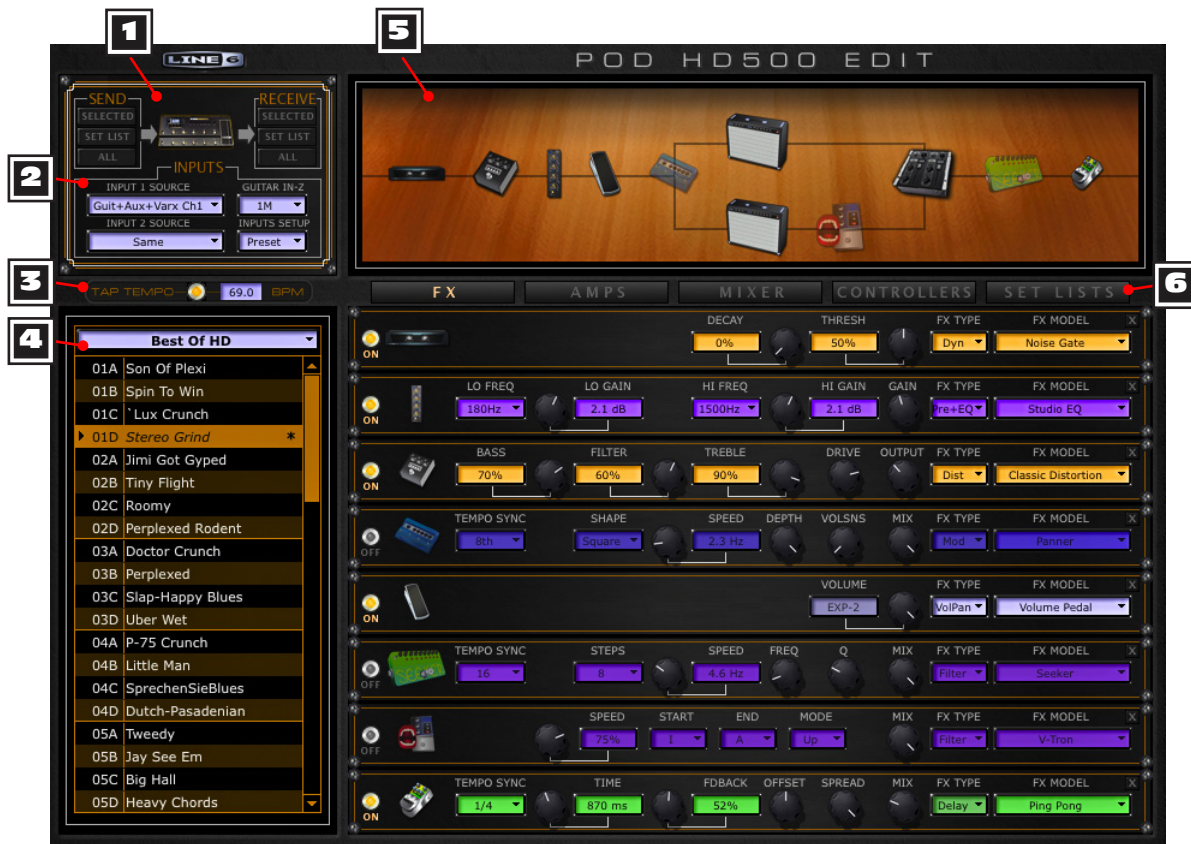 1
5
LINE 6
POD HD500 EDIT
SEND
RECEIVE
SELECTED
SELECTED
SET LIST
SET LIST
ALL
ALL
2
INPUTS
INPUT 1 SOURCE
GUITAR IN-Z
Guit+Aux+Varx Ch1
1M
INPUT 2 SOURCE
INPUTS SETUP
Same
Preset
3
TAP TEMPO
69.0
BPM
FX
AMPS
MIXER
CONTROLLERS
SET LISTS
6
4
Best Of HD
01A Son Of Plexi
01B Spin To Win
01C `Lux Crunch
01D Stereo Grind *
02A Jimi Got Gyped
02B Tiny Flight
02C Roomy
02D Perplexed Rodent
03A Doctor Crunch
03B Perplexed
03C Slap-Happy Blues
03D Uber Wet
04A P-75 Crunch
04B Little Man
04C SprechenSieBlues
04D Dutch-Pasadenian
05A Tweedy
05B Jay See Em
05C Big Hall
05D Heavy Chords
DECAY THRESH FX TYPE FX MODEL X
ON 0% 50% Dyn Noise Gate
LO FREQ LO GAIN HI FREQ HI GAIN GAIN FX TYPE FX MODEL X
ON 180Hz 2.1 dB 1500Hz 2.1 dB Pre+EQ Studio EQ
BASS FILTER TREBLE DRIVE OUTPUT FX TYPE FX MODEL X
ON 70% 60% 90% Dist Classic Distortion
TEMPO SYNC SHAPE SPEED DEPTH VOLSNS MIX FX TYPE FX MODEL X
OFF 8th Square 2.3 Hz Mod Panner
VOLUME FX TYPE FX MODEL X
ON EXP-2 VolPan Volume Pedal
TEMPO SYNC STEPS SPEED FREQ Q MIX FX TYPE FX MODEL X
OFF 16 8 4.6 Hz Filter Seeker
SPEED START END MODE MIX FX TYPE FX MODEL X
OFF 75% I A Up Filter V-Tron
TEMPO SYNC TIME FDBACK OFFSET SPREAD MIX FX TYPE FX MODEL X
ON 1/4 870 ms 52% Delay Ping Pong